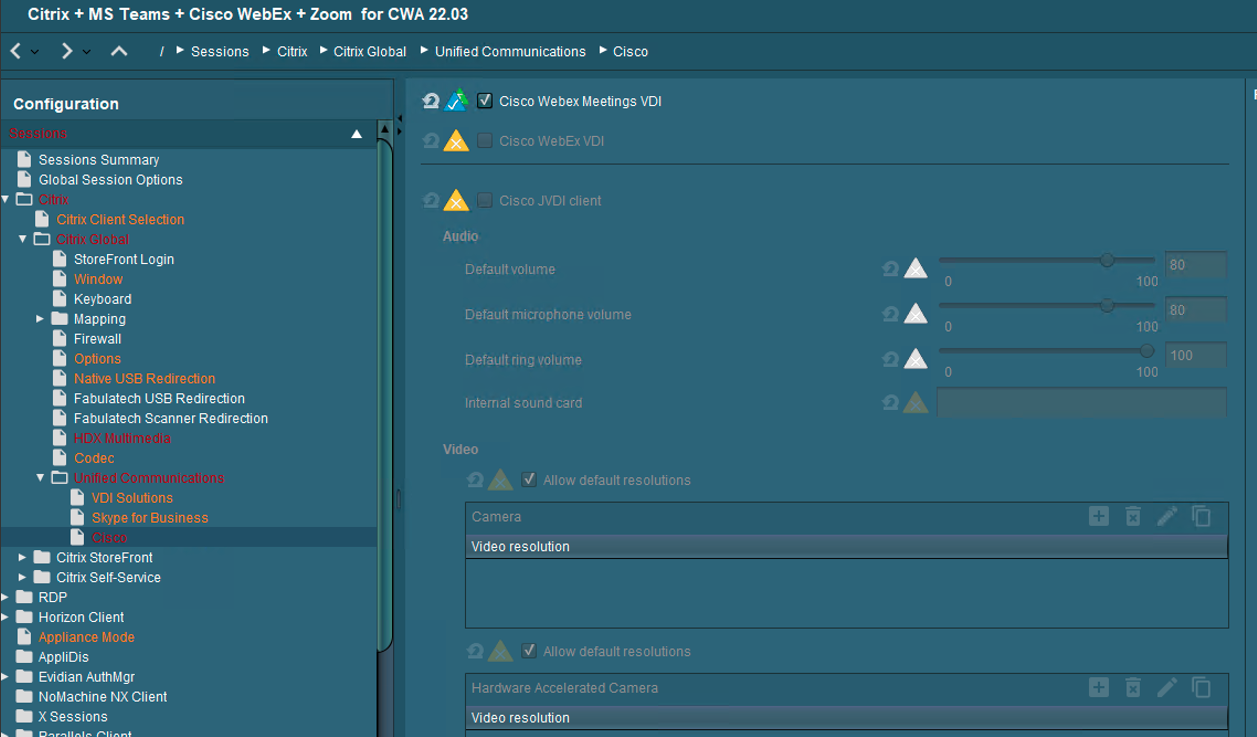 Citrix + MS Teams + Cisco WebEx + Zoom for CWA 22.03
/ Sessions Citrix Citrix Global Unified Communications Cisco
Configuration
Sessions
Sessions Summary
Global Session Options
Citrix
Citrix Client Selection
Citrix Global
StoreFront Login
Window
Keyboard
Mapping
Firewall
Options
Native USB Redirection
Fabulatech USB Redirection
Fabulatech Scanner Redirection
HDX Multimedia
Codec
Unified Communications
VDI Solutions
Skype for Business
Cisco
Citrix StoreFront
Citrix Self-Service
RDP
Horizon Client
Appliance Mode
AppliDis
Evidian AuthMgr
NoMachine NX Client
X Sessions
Parallels Client
Cisco Webex Meetings VDI
Cisco WebEx VDI
Cisco JVDI client
Audio
Default volume
80
0 100
Default microphone volume
80
0 100
Default ring volume
100
0 100
Internal sound card
Video
Allow default resolutions
Camera
Video resolution
Allow default resolutions
Hardware Accelerated Camera
Video resolution